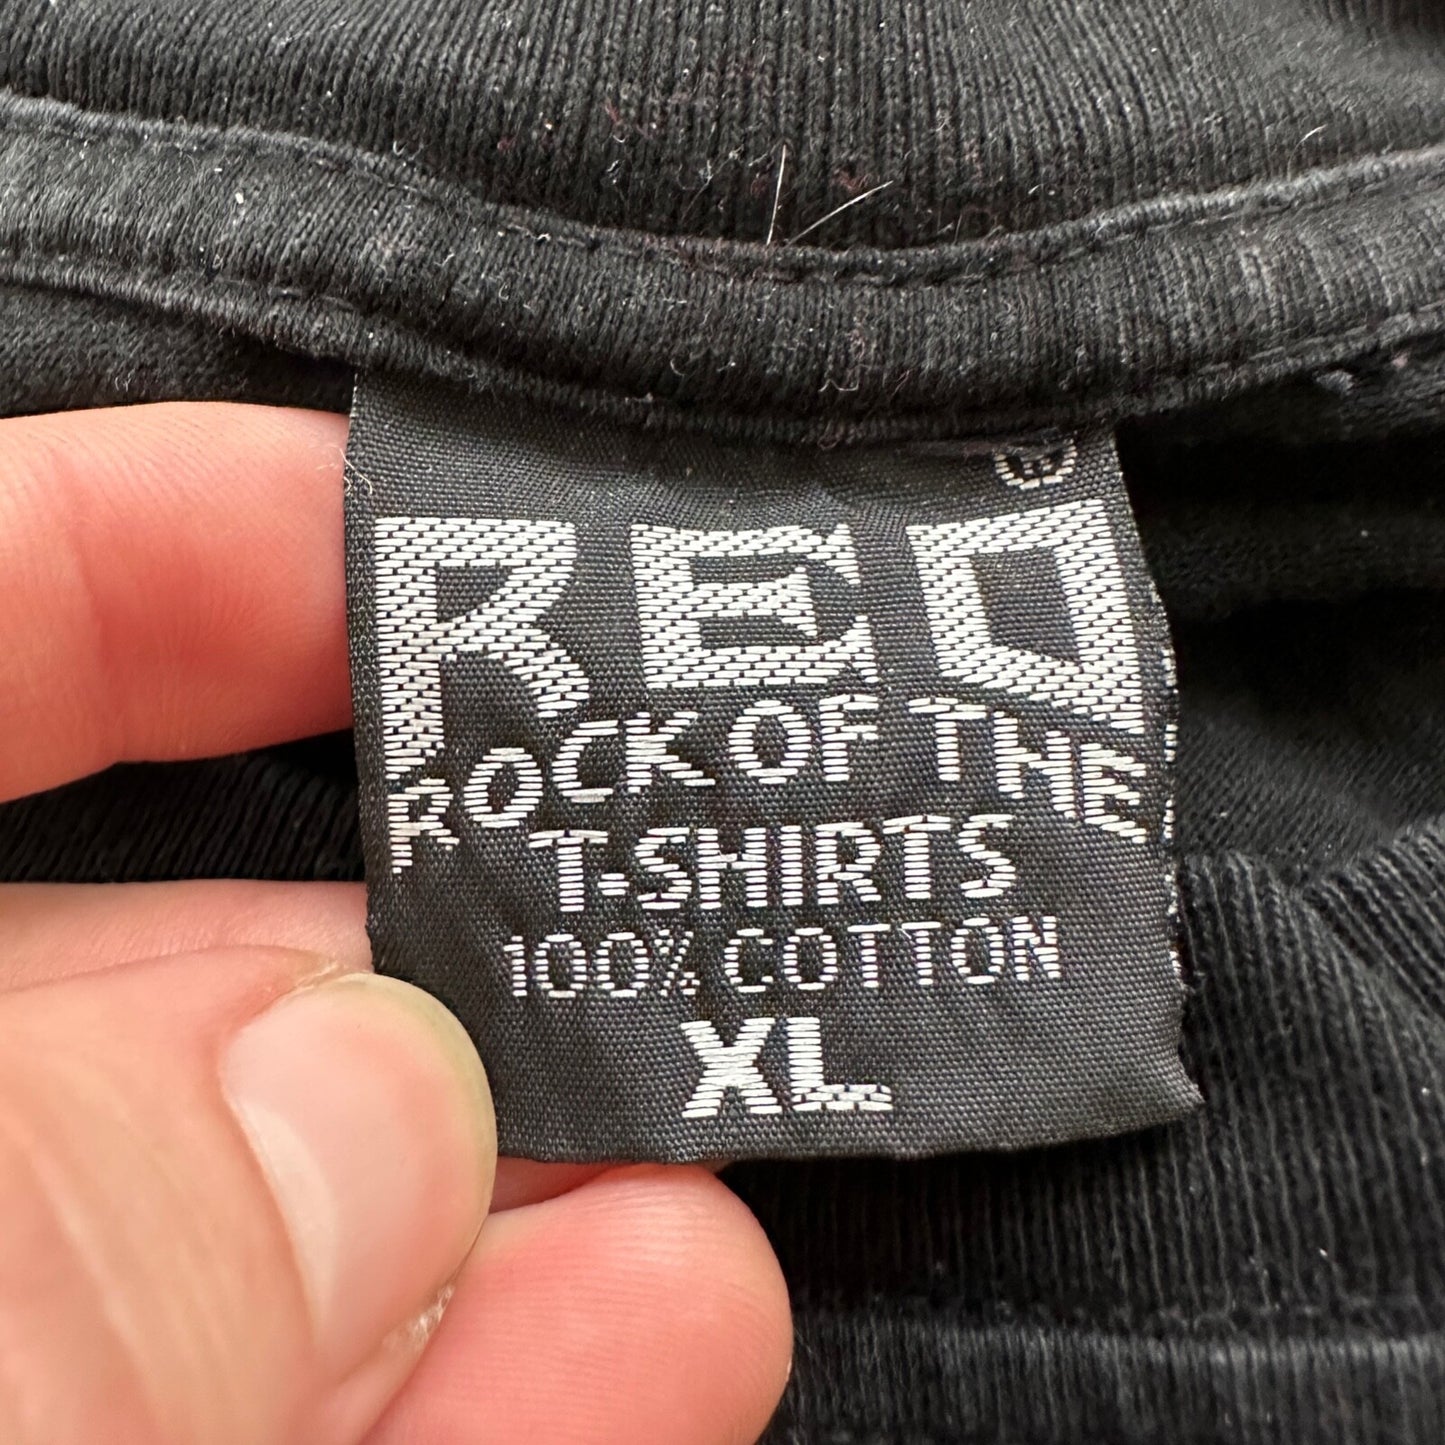 ®
RED
ROCK OF THE
T-SHIRTS
100% COTTON
XL